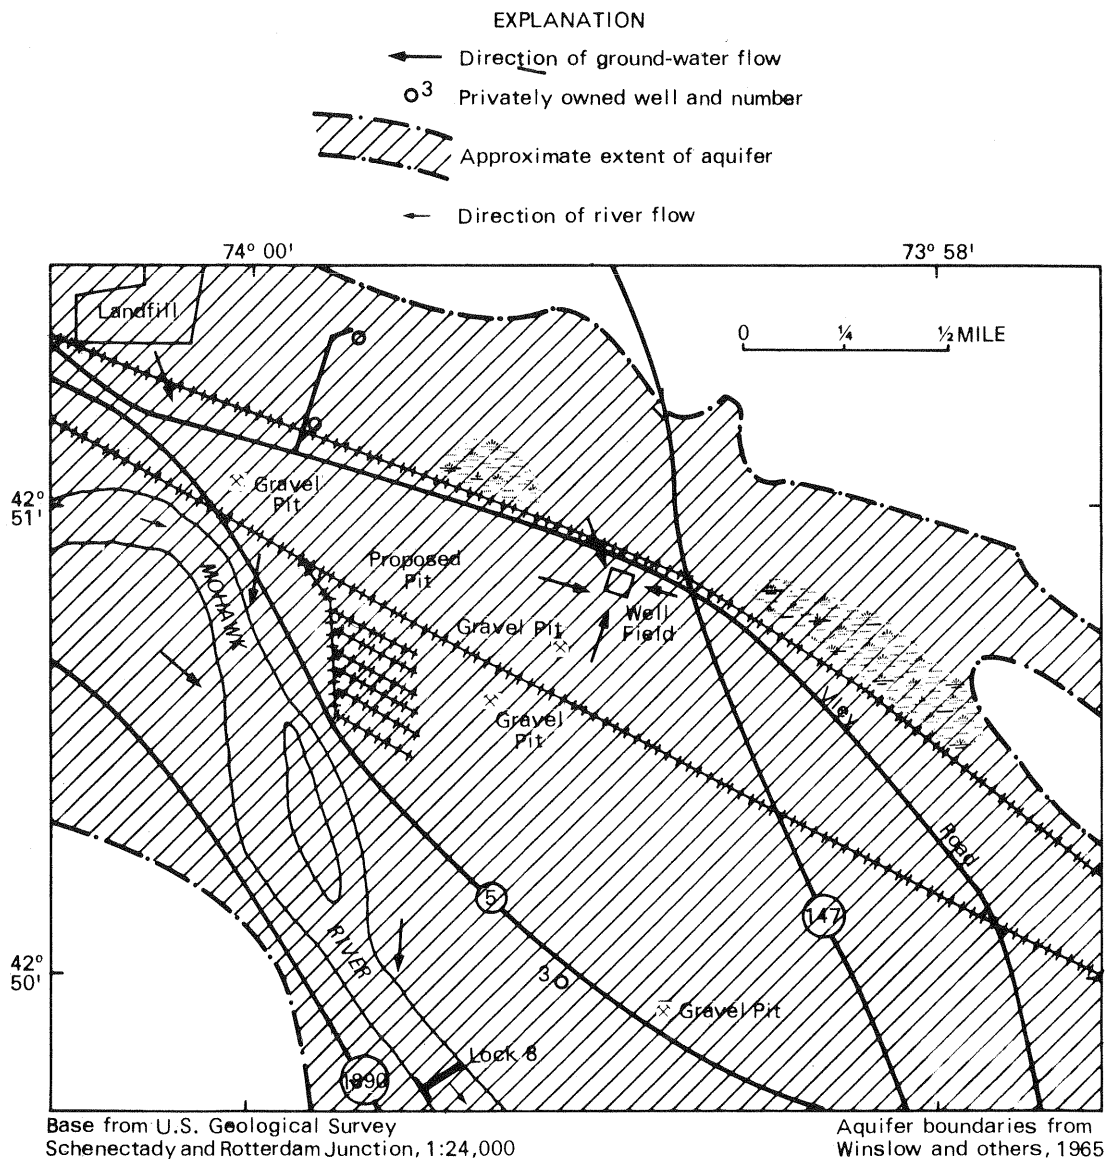 EXPLANATION
Direction of ground-water flow
3 Privately owned well and number
Approximate extent of aquifer
Direction of river flow
74° 00'
73° 58'
Landfill
0 ¼ ½ MILE
42°
51'
Gravel
Pit
Proposed
Pit
MOHAWK
Well
Field
Gravel Pit
Gravel
Pit
Vley
Road
5
147
RIVER
42°
50'
3
Gravel Pit
Lock 8
I890
Base from U.S. Geological Survey
Schenectady and Rotterdam Junction, 1:24,000
Aquifer boundaries from
Winslow and others, 1965